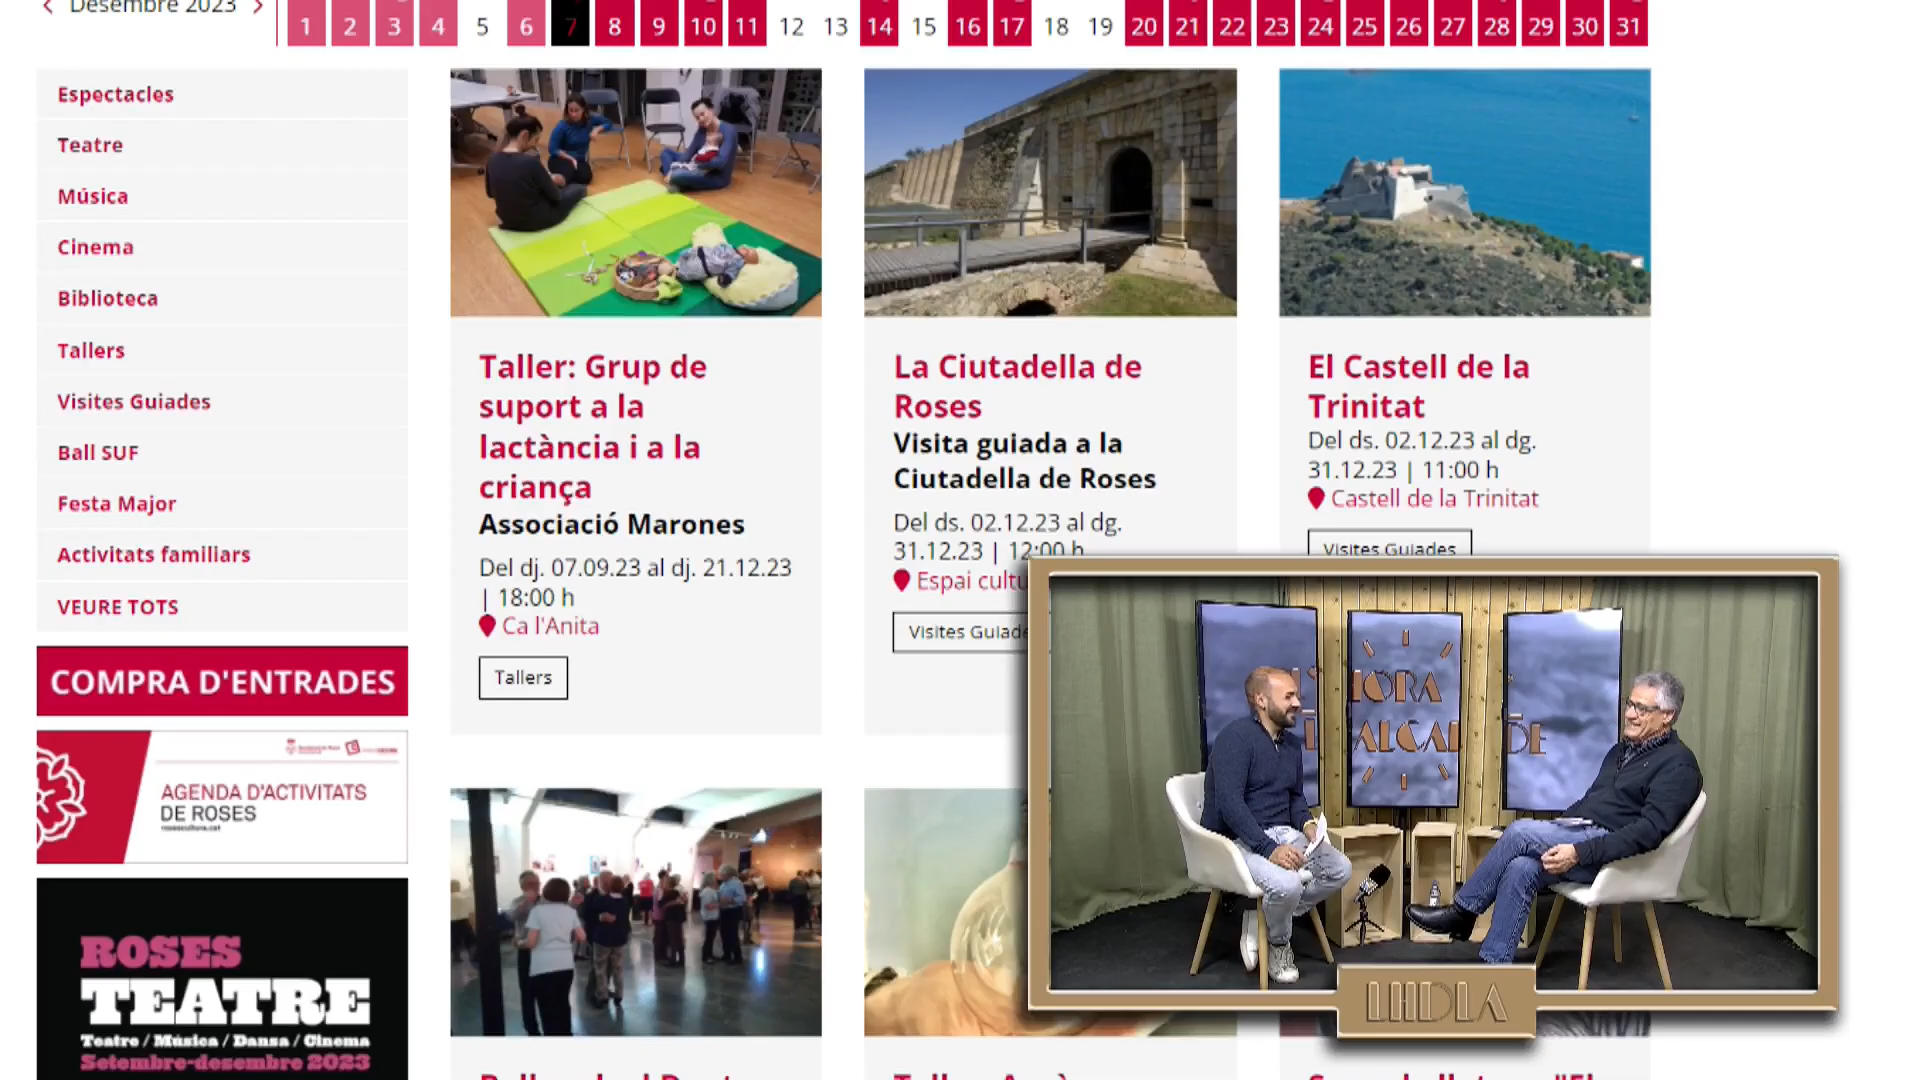 Desembre 2023
1 2 3 4 5 6 7 8 9 10 11 12 13 14 15 16 17 18 19 20 21 22 23 24 25 26 27 28 29 30 31
Espectacles
Teatre
Música
Cinema
Biblioteca
Tallers
Visites Guiades
Ball SUF
Festa Major
Activitats familiars
VEURE TOTS
COMPRA D'ENTRADES
AGENDA D'ACTIVITATS
DE ROSES
rosescultura.cat
ROSES
TEATRE
Teatre / Música / Dansa / Cinema
Setembre-desembre 2023
Taller: Grup de
suport a la
lactància i a la
criança
Associació Marones
Del dj. 07.09.23 al dj. 21.12.23
| 18:00 h
Ca l'Anita
Tallers
La Ciutadella de
Roses
Visita guiada a la
Ciutadella de Roses
Del ds. 02.12.23 al dg.
31.12.23 | 12:00 h
Espai cultu
Visites Guiade
El Castell de la
Trinitat
Del ds. 02.12.23 al dg.
31.12.23 | 11:00 h
Castell de la Trinitat
Visites Guiades
L'HORA
ALCALDE
LHDLA